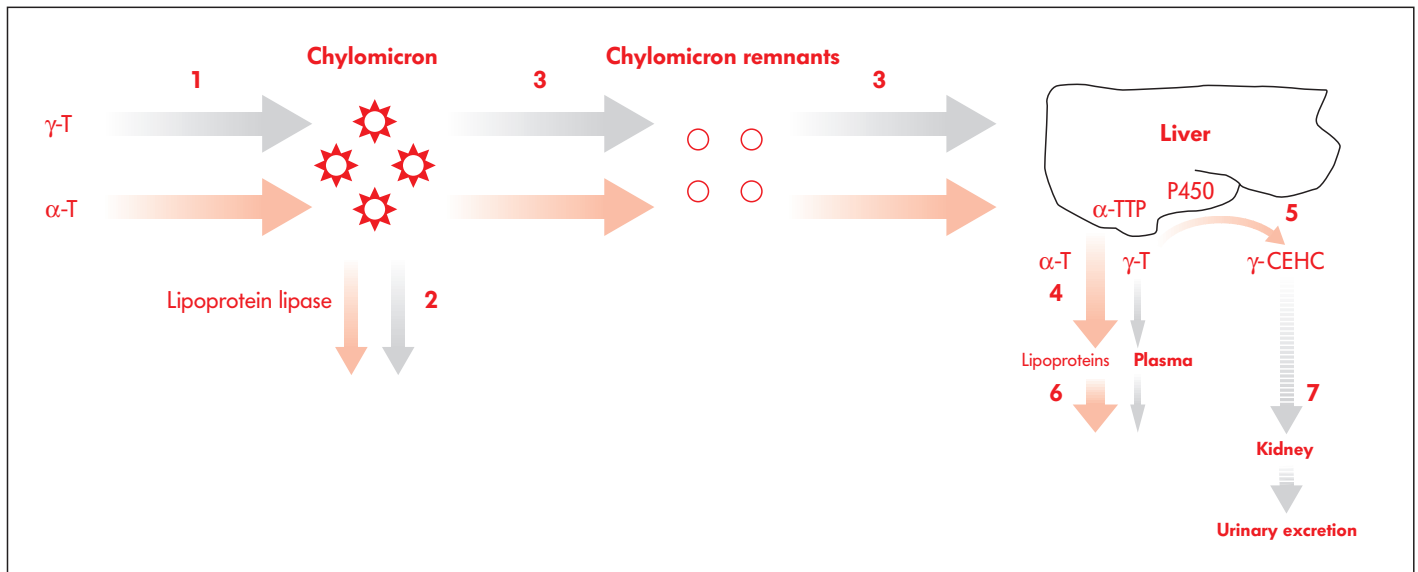 Chylomicron
Chylomicron remnants
1
3
3
γ-T
α-T
Liver
P450
α-TTP
5
α-T
γ-T
γ-CEHC
4
Lipoprotein lipase
2
Lipoproteins
Plasma
6
7
Kidney
Urinary excretion